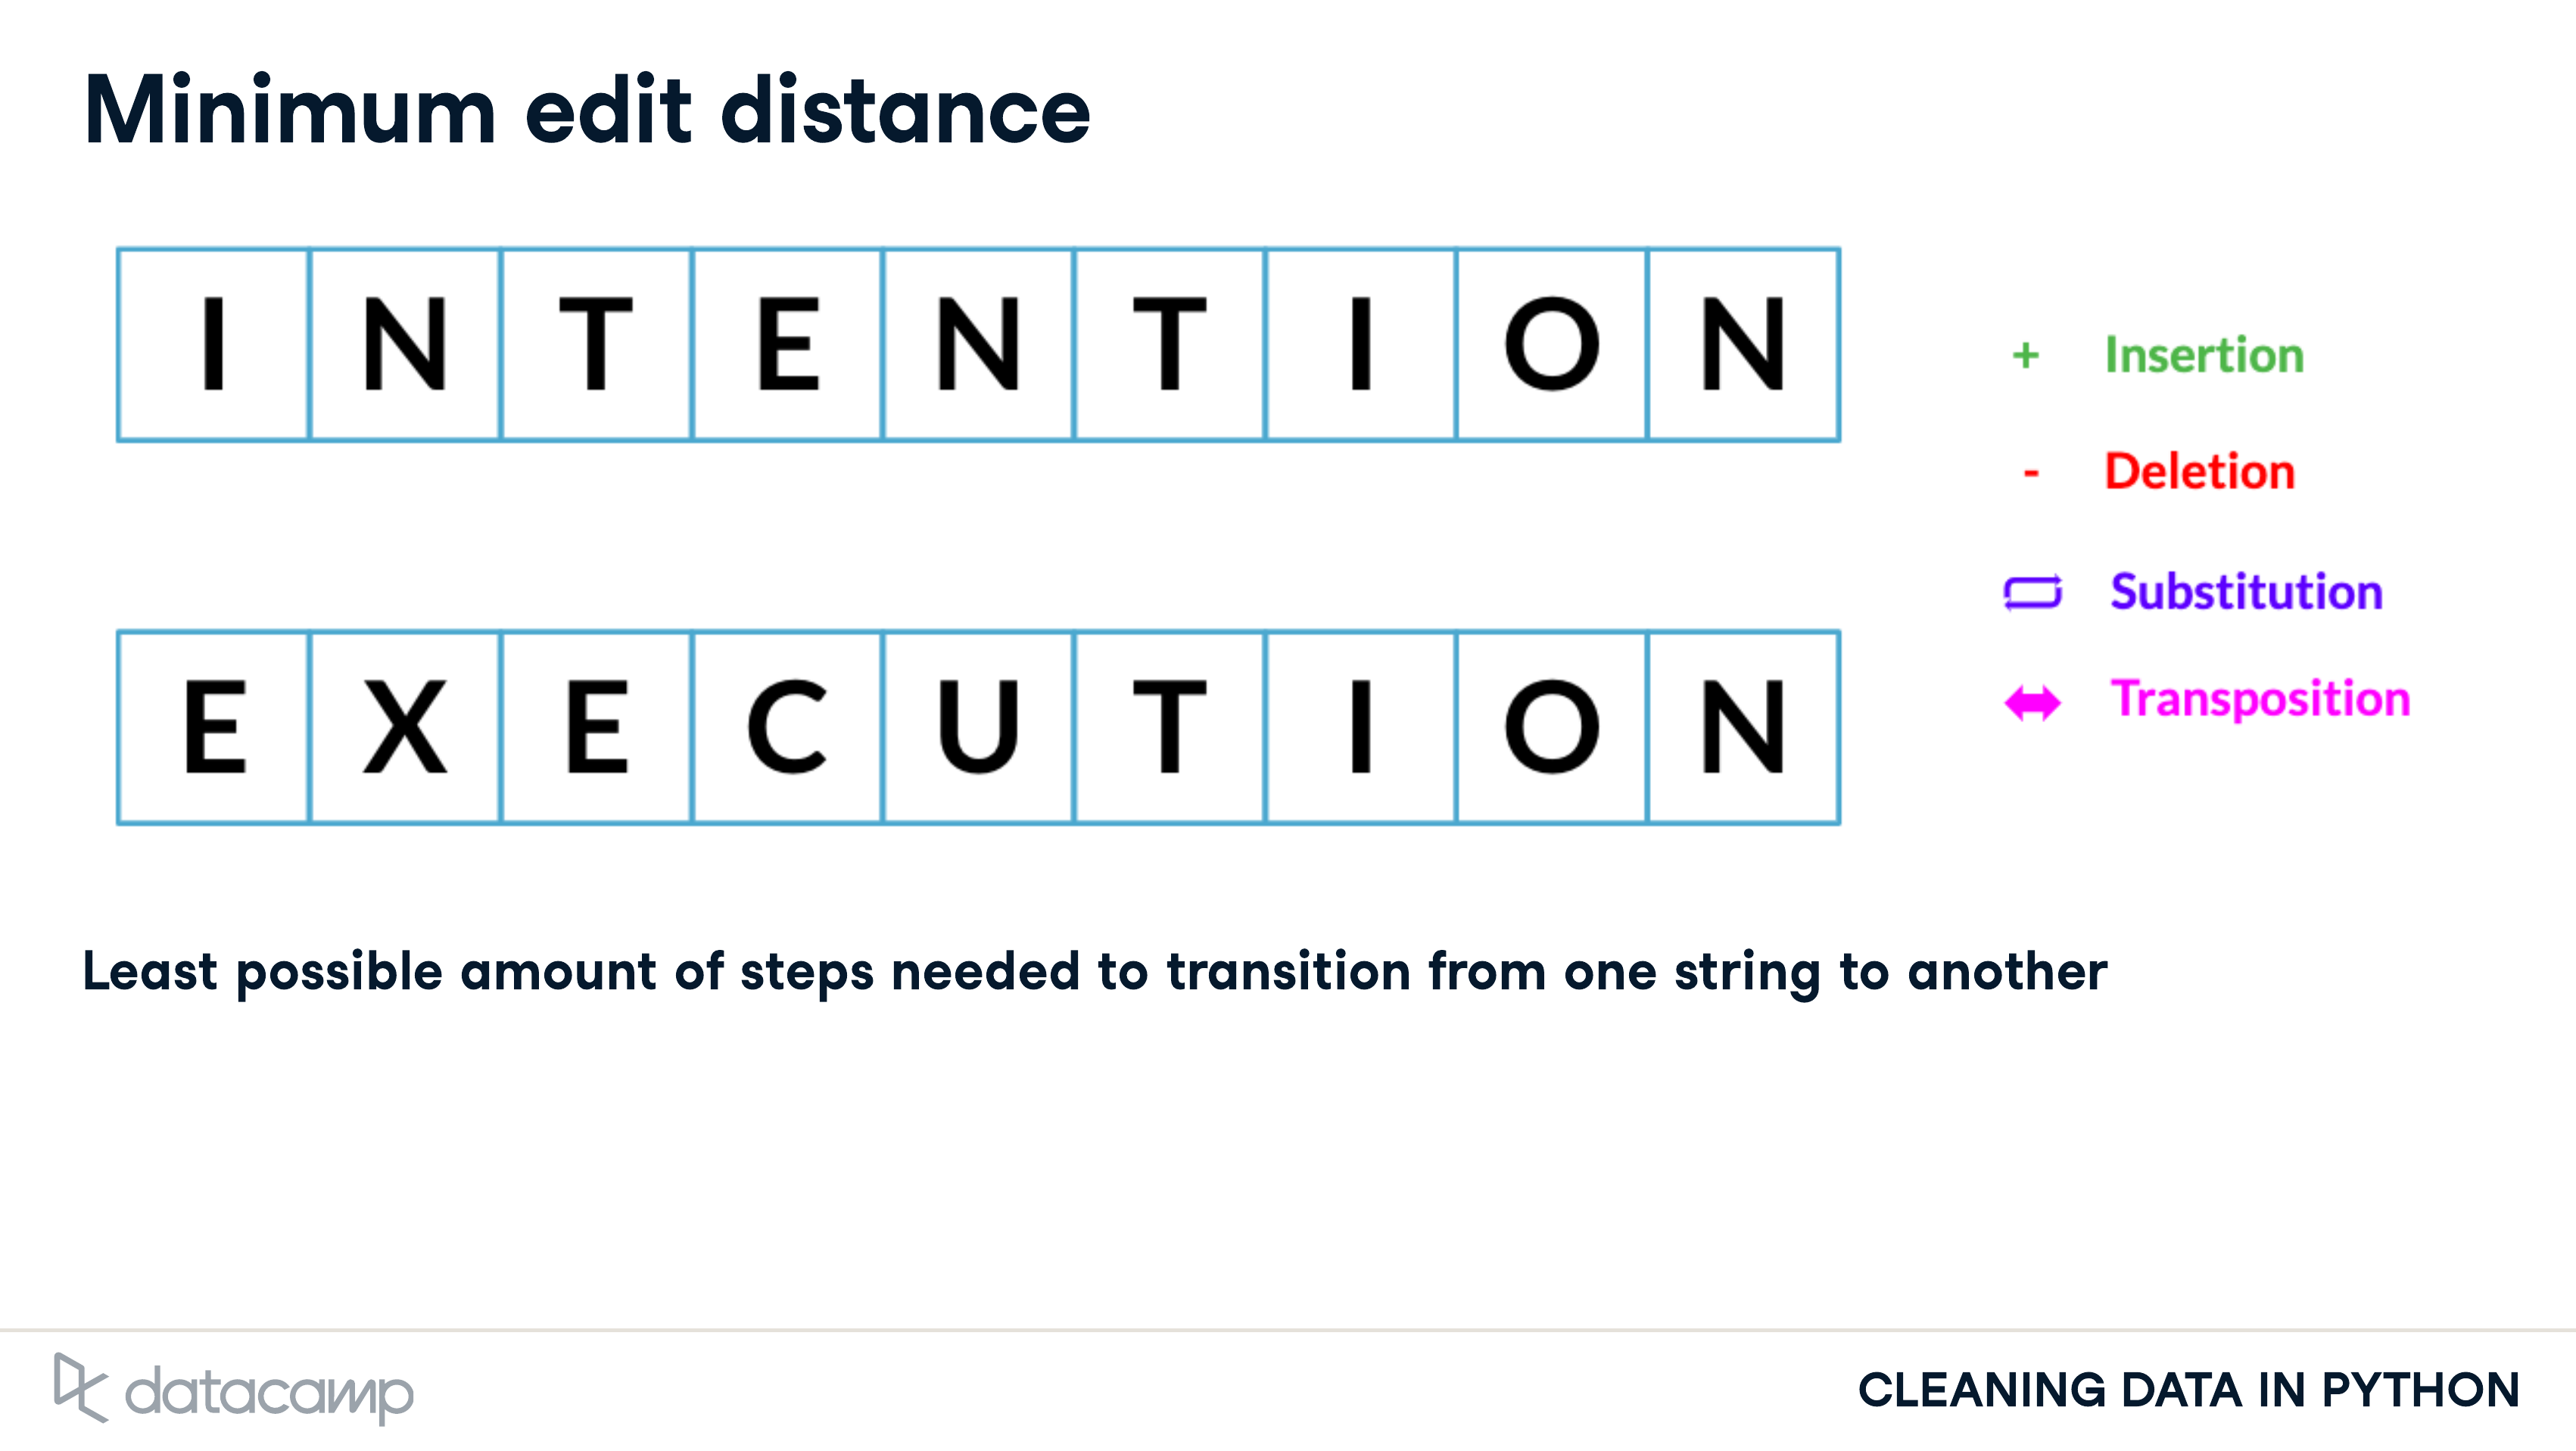 Minimum edit distance
I N T E N T I O N
+ Insertion
- Deletion
Substitution
Transposition
E X E C U T I O N
Least possible amount of steps needed to transition from one string to another
datacamp
CLEANING DATA IN PYTHON